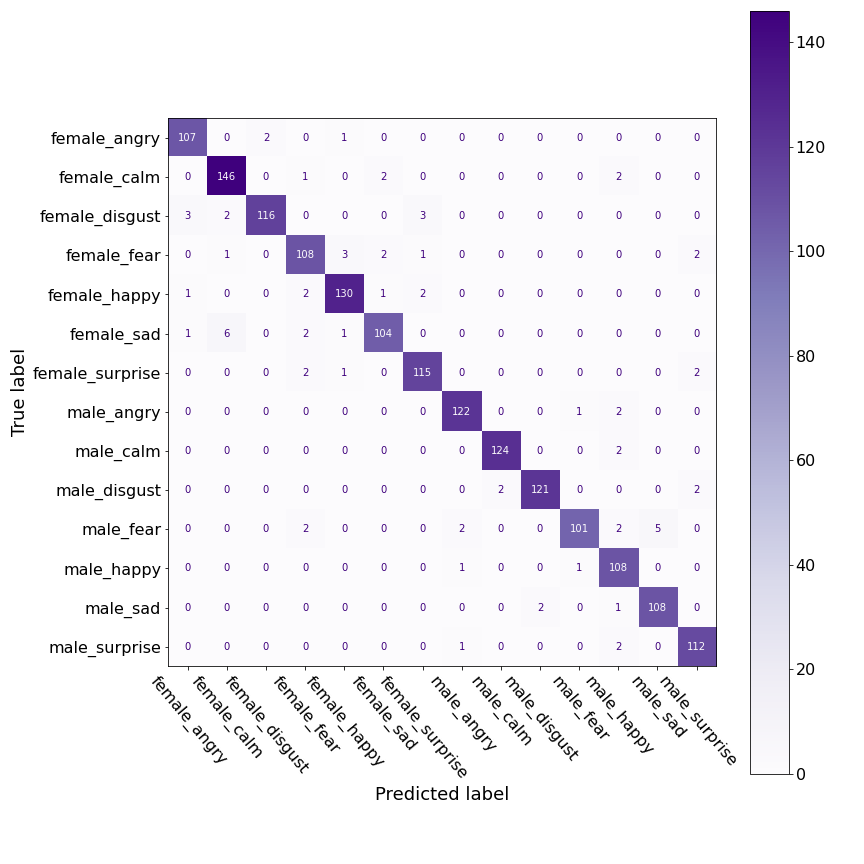 140
120
100
80
60
40
20
0
True label
female_angry 107 0 2 0 1 0 0 0 0 0 0 0 0 0
female_calm 0 146 0 1 0 2 0 0 0 0 0 2 0 0
female_disgust 3 2 116 0 0 0 3 0 0 0 0 0 0 0
female_fear 0 1 0 108 3 2 1 0 0 0 0 0 0 2
female_happy 1 0 0 2 130 1 2 0 0 0 0 0 0 0
female_sad 1 6 0 2 1 104 0 0 0 0 0 0 0 0
female_surprise 0 0 0 2 1 0 115 0 0 0 0 0 0 2
male_angry 0 0 0 0 0 0 0 122 0 0 1 2 0 0
male_calm 0 0 0 0 0 0 0 0 124 0 0 2 0 0
male_disgust 0 0 0 0 0 0 0 0 2 121 0 0 0 2
male_fear 0 0 0 2 0 0 0 2 0 0 101 2 5 0
male_happy 0 0 0 0 0 0 0 1 0 0 1 108 0 0
male_sad 0 0 0 0 0 0 0 0 0 2 0 1 108 0
male_surprise 0 0 0 0 0 0 0 1 0 0 0 2 0 112
female_angry
female_calm
female_disgust
female_fear
female_happy
female_sad
female_surprise
male_angry
male_calm
male_disgust
male_fear
male_happy
male_sad
male_surprise
Predicted label